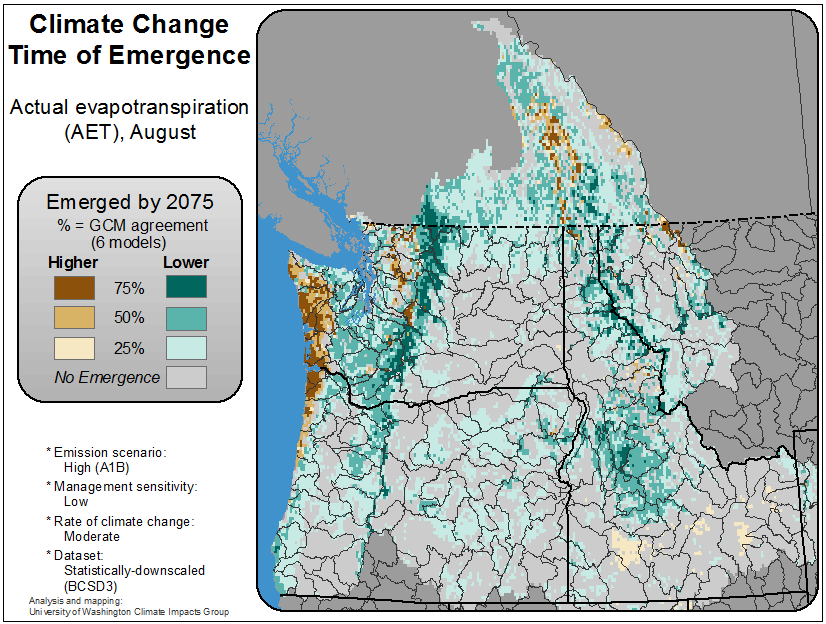 Climate Change
Time of Emergence
Actual evapotranspiration
(AET), August
Emerged by 2075
% = GCM agreement
(6 models)
Higher Lower
75%
50%
25%
No Emergence
* Emission scenario:
High (A1B)
* Management sensitivity:
Low
* Rate of climate change:
Moderate
* Dataset:
Statistically-downscaled
(BCSD3)
Analysis and mapping:
University of Washington Climate Impacts Group